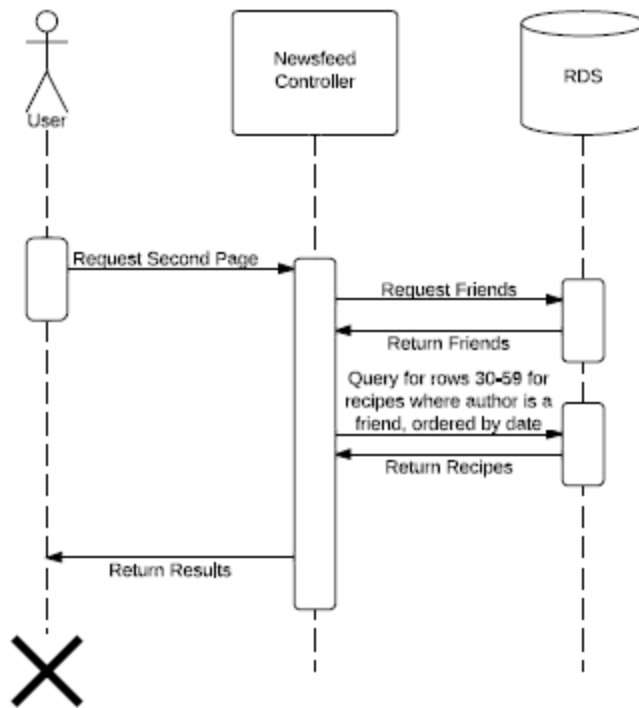 Newsfeed
Controller
RDS
User
Request Second Page
Request Friends
Return Friends
Query for rows 30-59 for
recipes where author is a
friend, ordered by date
Return Recipes
Return Results